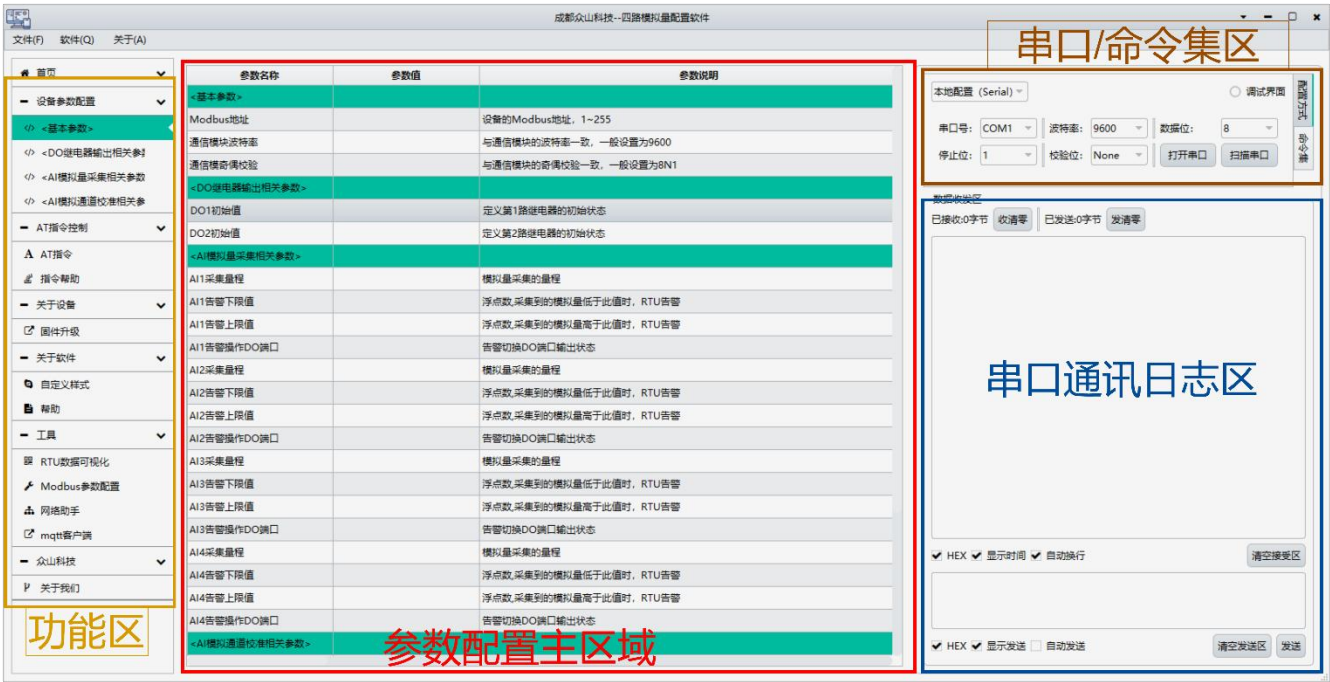 成都众山科技--四路模拟量配置软件
文件(F) 软件(Q) 关于(A)
串口/命令集区
首页
设备参数配置
<基本参数>
<DO继电器输出相关参数
<AI模拟量采集相关参数
<AI模拟通道校准相关参
AT指令控制
AT指令
指令帮助
关于设备
固件升级
关于软件
自定义样式
帮助
工具
RTU数据可视化
Modbus参数配置
网络助手
mqtt客户端
众山科技
关于我们
功能区
参数名称 参数值 参数说明
<基本参数>
Modbus地址 设备的Modbus地址，1~255
通信模块波特率 与通信模块的波特率一致，一般设置为9600
通信模奇偶校验 与通信模块的奇偶校验一致，一般设置为8N1
<DO继电器输出相关参数>
DO1初始值 定义第1路继电器的初始状态
DO2初始值 定义第2路继电器的初始状态
<AI模拟量采集相关参数>
AI1采集量程 模拟量采集的量程
AI1告警下限值 浮点数,采集到的模拟量低于此值时，RTU告警
AI1告警上限值 浮点数,采集到的模拟量高于此值时，RTU告警
AI1告警操作DO端口 告警切换DO端口输出状态
AI2采集量程 模拟量采集的量程
AI2告警下限值 浮点数,采集到的模拟量低于此值时，RTU告警
AI2告警上限值 浮点数,采集到的模拟量高于此值时，RTU告警
AI2告警操作DO端口 告警切换DO端口输出状态
AI3采集量程 模拟量采集的量程
AI3告警下限值 浮点数,采集到的模拟量低于此值时，RTU告警
AI3告警上限值 浮点数,采集到的模拟量高于此值时，RTU告警
AI3告警操作DO端口 告警切换DO端口输出状态
AI4采集量程 模拟量采集的量程
AI4告警下限值 浮点数,采集到的模拟量低于此值时，RTU告警
AI4告警上限值 浮点数,采集到的模拟量高于此值时，RTU告警
AI4告警操作DO端口 告警切换DO端口输出状态
<AI模拟通道校准相关参数>
参数配置主区域
本地配置 (Serial) 调试界面
串口号: COM1 波特率: 9600 数据位: 8
停止位: 1 校验位: None 打开串口 扫描串口
配置方式
命令集
数据收发区
已接收:0字节 收清零 已发送:0字节 发清零
串口通讯日志区
HEX 显示时间 自动换行 清空接受区
HEX 显示发送 自动发送 清空发送区 发送